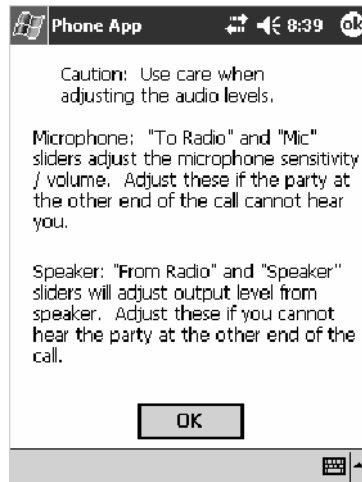 Phone App 8:39 ok
Caution: Use care when
adjusting the audio levels.
Microphone: "To Radio" and "Mic"
sliders adjust the microphone sensitivity
/ volume. Adjust these if the party at
the other end of the call cannot hear
you.
Speaker: "From Radio" and "Speaker"
sliders will adjust output level from
speaker. Adjust these if you cannot
hear the party at the other end of the
call.
OK